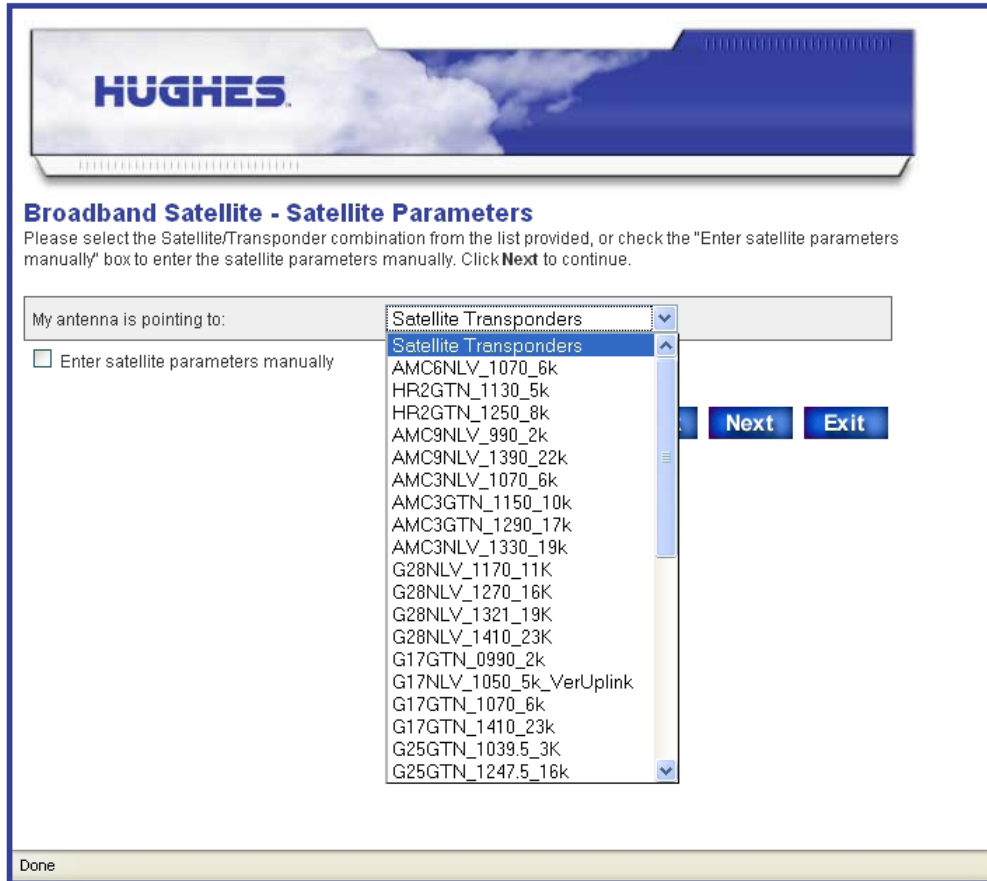 HUGHES
Broadband Satellite - Satellite Parameters
Please select the Satellite/Transponder combination from the list provided, or check the "Enter satellite parameters
manually" box to enter the satellite parameters manually. Click Next to continue.
My antenna is pointing to:
Satellite Transponders
Enter satellite parameters manually
Satellite Transponders
AMC6NLV_1070_6k
HR2GTN_1130_5k
HR2GTN_1250_8k
AMC9NLV_990_2k
AMC9NLV_1390_22k
AMC3NLV_1070_6k
AMC3GTN_1150_10k
AMC3GTN_1290_17k
AMC3NLV_1330_19k
G28NLV_1170_11K
G28NLV_1270_16K
G28NLV_1321_19K
G28NLV_1410_23K
G17GTN_0990_2k
G17NLV_1050_5k_VerUplink
G17GTN_1070_6k
G17GTN_1410_23k
G25GTN_1039.5_3K
G25GTN_1247.5_16k
Next
Exit
Done